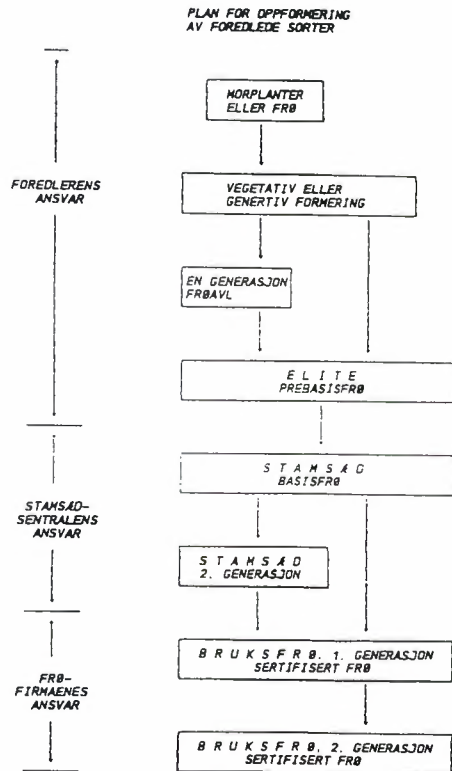 PLAN FOR OPPFORMERING
AV FOREDLEDE SORTER
MORPLANTER
ELLER FRØ
FOREDLERENS
ANSVAR
VEGETATIV ELLER
GENERTIV FORMERING
EN GENERASJON
FRØAVL
E L I T E
PREBASISFRØ
S T A M S Æ D
BASISFRØ
STAMSÆD-
SENTRALENS
ANSVAR
S T A M S Æ D
2. GENERASJON
FRØ-
FIRMAENES
ANSVAR
B R U K S F R Ø, 1. GENERASJON
SERTIFISERT FRØ
B R U K S F R Ø, 2. GENERASJON
SERTIFISERT FRØ